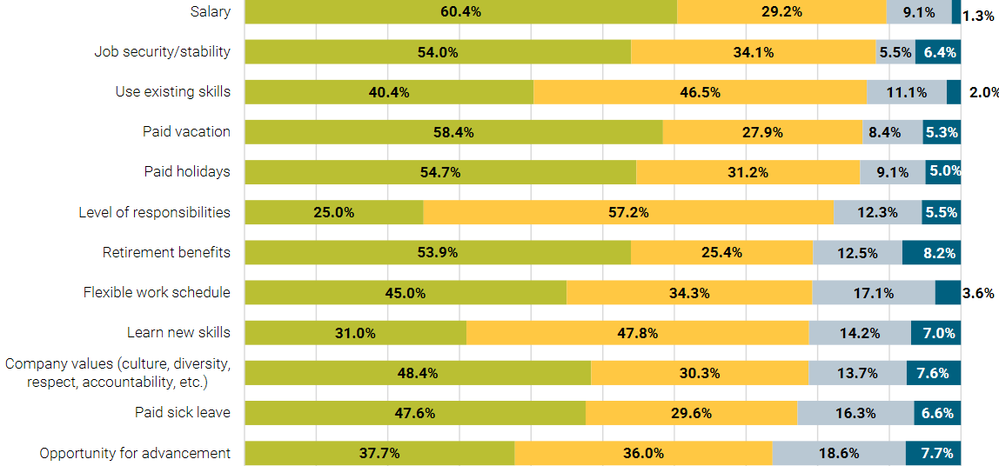 Salary 60.4% 29.2% 9.1% 1.3%
Job security/stability 54.0% 34.1% 5.5% 6.4%
Use existing skills 40.4% 46.5% 11.1% 2.0%
Paid vacation 58.4% 27.9% 8.4% 5.3%
Paid holidays 54.7% 31.2% 9.1% 5.0%
Level of responsibilities 25.0% 57.2% 12.3% 5.5%
Retirement benefits 53.9% 25.4% 12.5% 8.2%
Flexible work schedule 45.0% 34.3% 17.1% 3.6%
Learn new skills 31.0% 47.8% 14.2% 7.0%
Company values (culture, diversity,
respect, accountability, etc.) 48.4% 30.3% 13.7% 7.6%
Paid sick leave 47.6% 29.6% 16.3% 6.6%
Opportunity for advancement 37.7% 36.0% 18.6% 7.7%